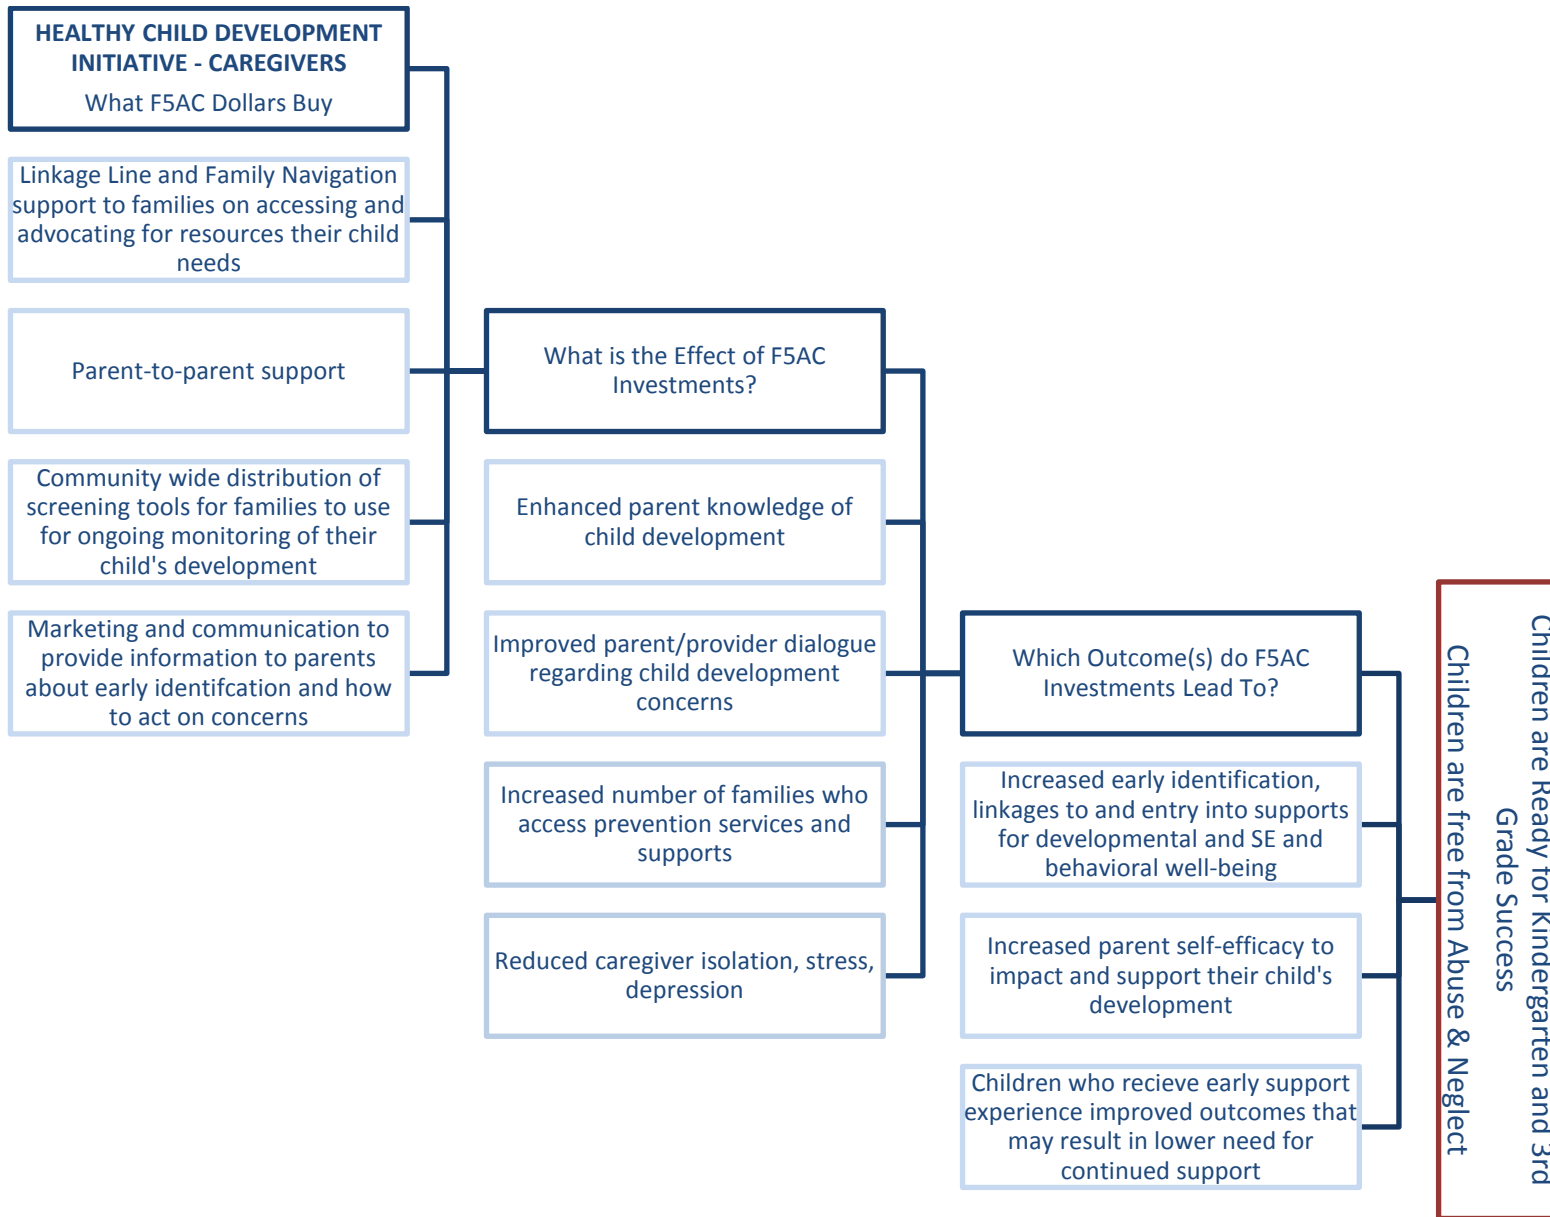 HEALTHY CHILD DEVELOPMENT
INITIATIVE - CAREGIVERS
What F5AC Dollars Buy
Linkage Line and Family Navigation
support to families on accessing and
advocating for resources their child
needs
Parent-to-parent support
Community wide distribution of
screening tools for families to use
for ongoing monitoring of their
child's development
Marketing and communication to
provide information to parents
about early identifcation and how
to act on concerns
What is the Effect of F5AC
Investments?
Enhanced parent knowledge of
child development
Improved parent/provider dialogue
regarding child development
concerns
Increased number of families who
access prevention services and
supports
Reduced caregiver isolation, stress,
depression
Which Outcome(s) do F5AC
Investments Lead To?
Increased early identification,
linkages to and entry into supports
for developmental and SE and
behavioral well-being
Increased parent self-efficacy to
impact and support their child's
development
Children who recieve early support
experience improved outcomes that
may result in lower need for
continued support
Children are Ready for Kindergarten and 3rd
Grade Success
Children are free from Abuse & Neglect